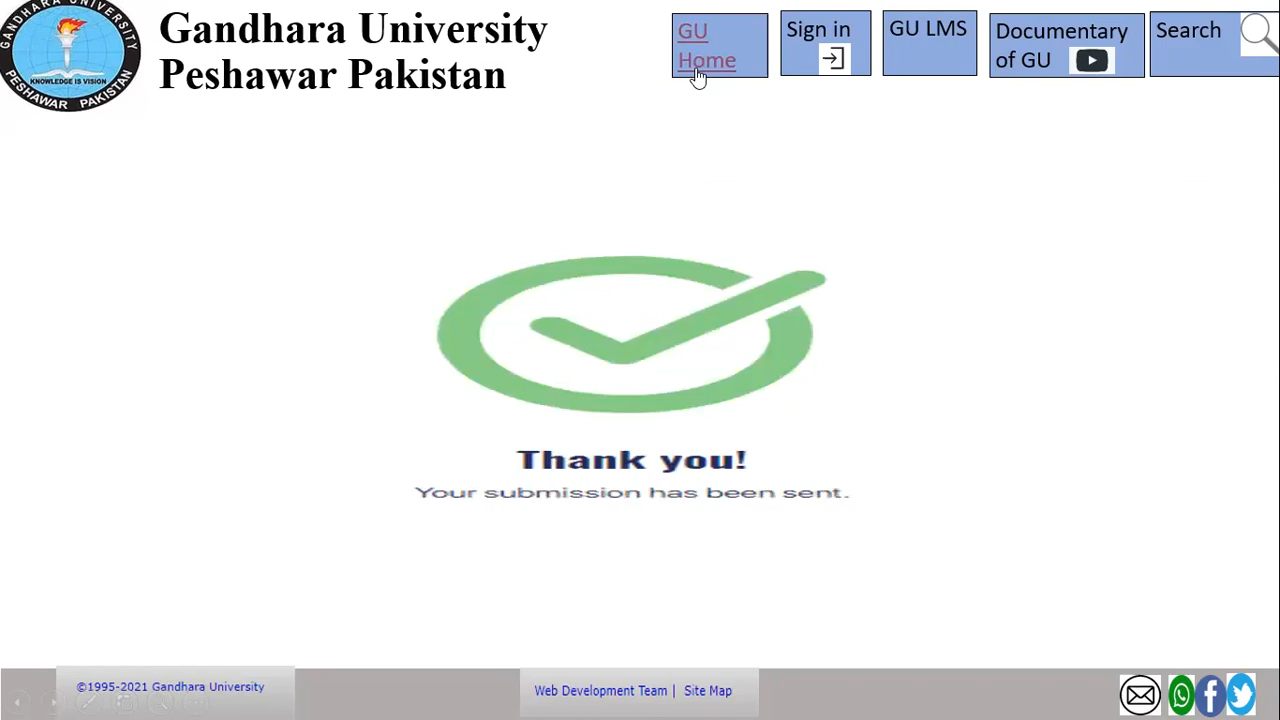 GANDHARA UNIVERSITY
KNOWLEDGE IS VISION
PESHAWAR PAKISTAN
Gandhara University
Peshawar Pakistan
GU
Home
Sign in
GU LMS
Documentary
of GU
Search
Thank you!
Your submission has been sent.
©1995-2021 Gandhara University
Web Development Team | Site Map